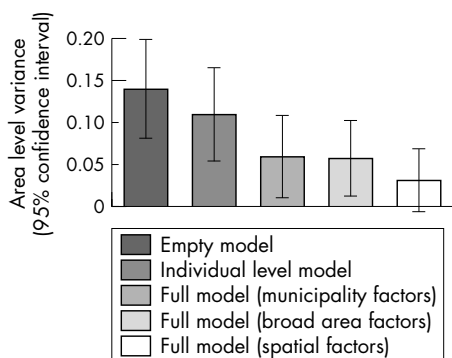 Area level variance
(95% confidence interval)
0.20
0.15
0.10
0.05
0
Empty model
Individual level model
Full model (municipality factors)
Full model (broad area factors)
Full model (spatial factors)